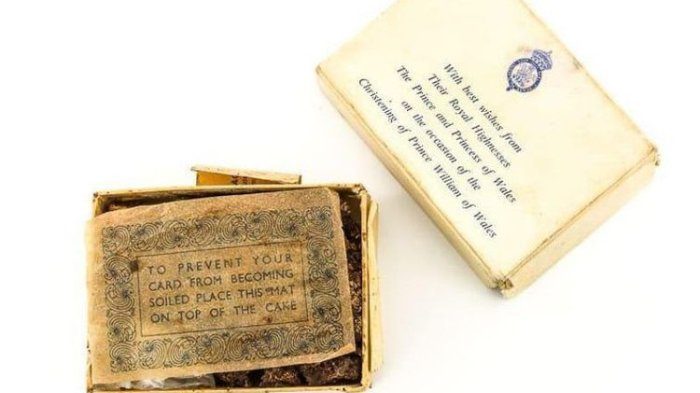 With best wishes from
Their Royal Highnesses
The Prince and Princess of Wales
on the occasion of the
Christening of Prince William of Wales
TO PREVENT YOUR
CARD FROM BECOMING
SOILED PLACE THIS MAT
ON TOP OF THE CAKE